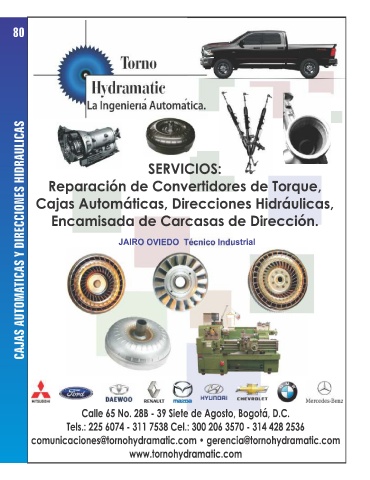 80
CAJAS AUTOMATICAS Y DIRECCIONES HIDRAULICAS
Torno
Hydramatic
La Ingeniería Automática.
SERVICIOS:
Reparación de Convertidores de Torque,
Cajas Automáticas, Direcciones Hidráulicas,
Encamisada de Carcasas de Dirección.
JAIRO OVIEDO Técnico Industrial
MITSUBISHI Ford DAEWOO RENAULT mazda HYUNDAI CHEVROLET BMW Mercedes-Benz
Calle 65 No. 28B - 39 Siete de Agosto, Bogotá, D.C.
Tels.: 225 6074 - 311 7538 Cel.: 300 206 3570 - 314 428 2536
comunicaciones@tornohydramatic.com • gerencia@tornohydramatic.com
www.tornohydramatic.com